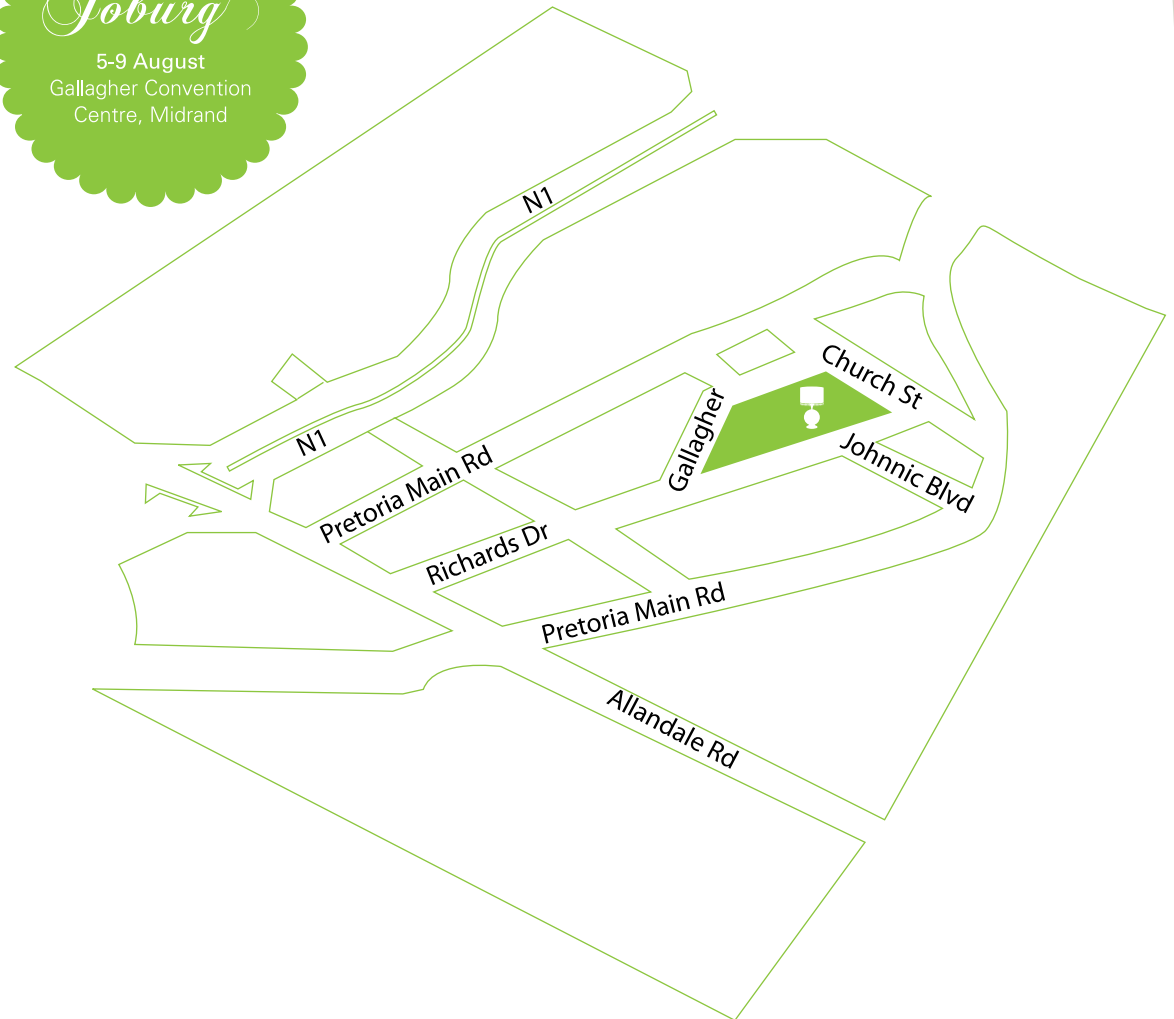 Joburg
5-9 August
Gallagher Convention
Centre, Midrand
N1
Church St
Gallagher
N1
Johnnic Blvd
Pretoria Main Rd
Richards Dr
Pretoria Main Rd
Allandale Rd